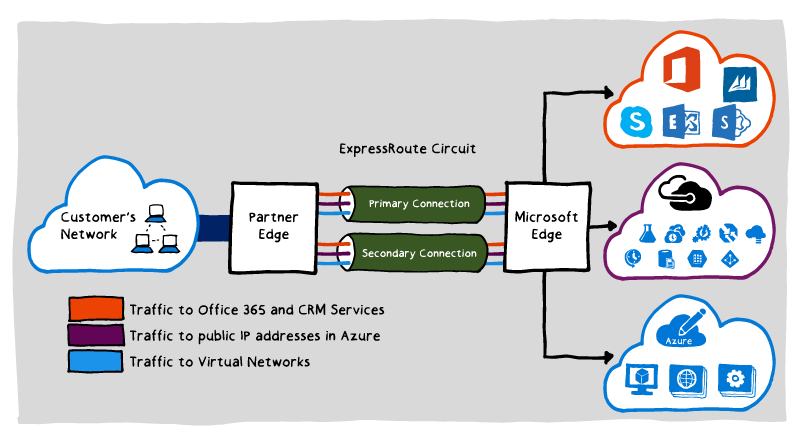 ExpressRoute Circuit
Customer's
Network
Partner
Edge
Primary Connection
Secondary Connection
Microsoft
Edge
S
E
S
Azure
Traffic to Office 365 and CRM Services
Traffic to public IP addresses in Azure
Traffic to Virtual Networks